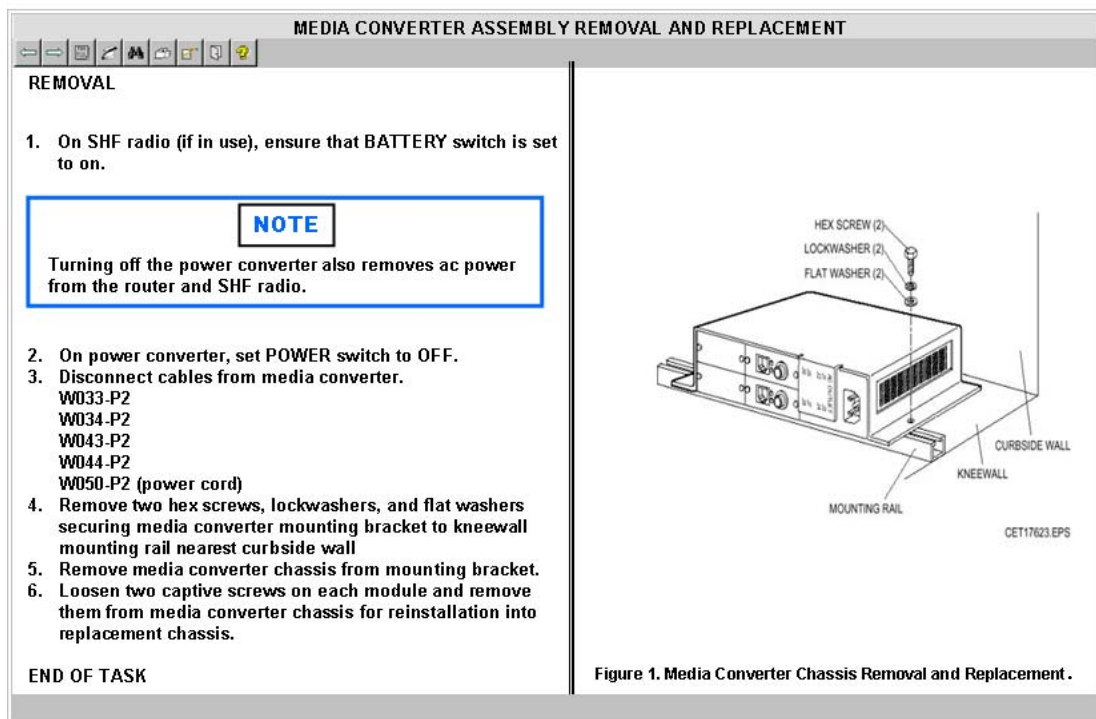 MEDIA CONVERTER ASSEMBLY REMOVAL AND REPLACEMENT
REMOVAL
1. On SHF radio (if in use), ensure that BATTERY switch is set
to on.
NOTE
Turning off the power converter also removes ac power
from the router and SHF radio.
2. On power converter, set POWER switch to OFF.
3. Disconnect cables from media converter.
W033-P2
W034-P2
W043-P2
W044-P2
W050-P2 (power cord)
4. Remove two hex screws, lockwashers, and flat washers
securing media converter mounting bracket to kneewall
mounting rail nearest curbside wall
5. Remove media converter chassis from mounting bracket.
6. Loosen two captive screws on each module and remove
them from media converter chassis for reinstallation into
replacement chassis.
END OF TASK
HEX SCREW (2)
LOCKWASHER (2)
FLAT WASHER (2)
CURBSIDE WALL
KNEEWALL
MOUNTING RAIL
CET17623.EPS
Figure 1. Media Converter Chassis Removal and Replacement.